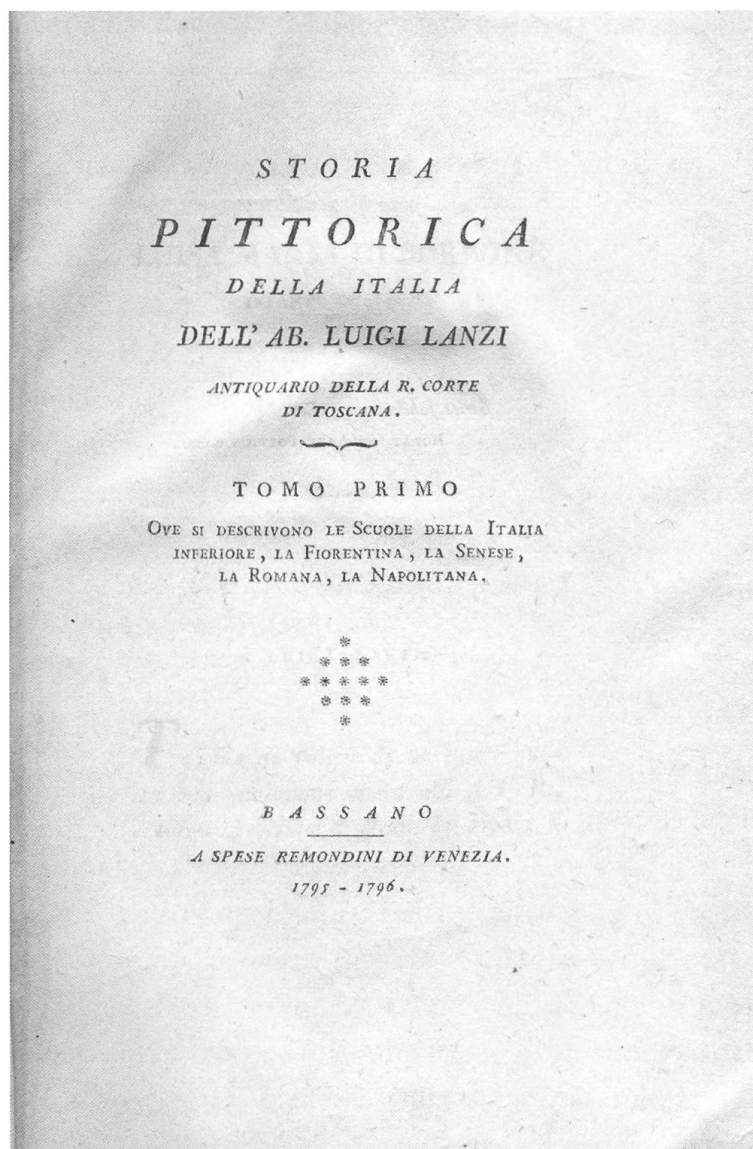 STORIA
PITTORICA
DELLA ITALIA
DELL' AB. LUIGI LANZI
ANTIQUARIO DELLA R. CORTE
DI TOSCANA.
TOMO PRIMO
OVE SI DESCRIVONO LE SCUOLE DELLA ITALIA
INFERIORE, LA FIORENTINA, LA SENESE,
LA ROMANA, LA NAPOLITANA.
BASSANO
A SPESE REMONDINI DI VENEZIA.
1795 - 1796.